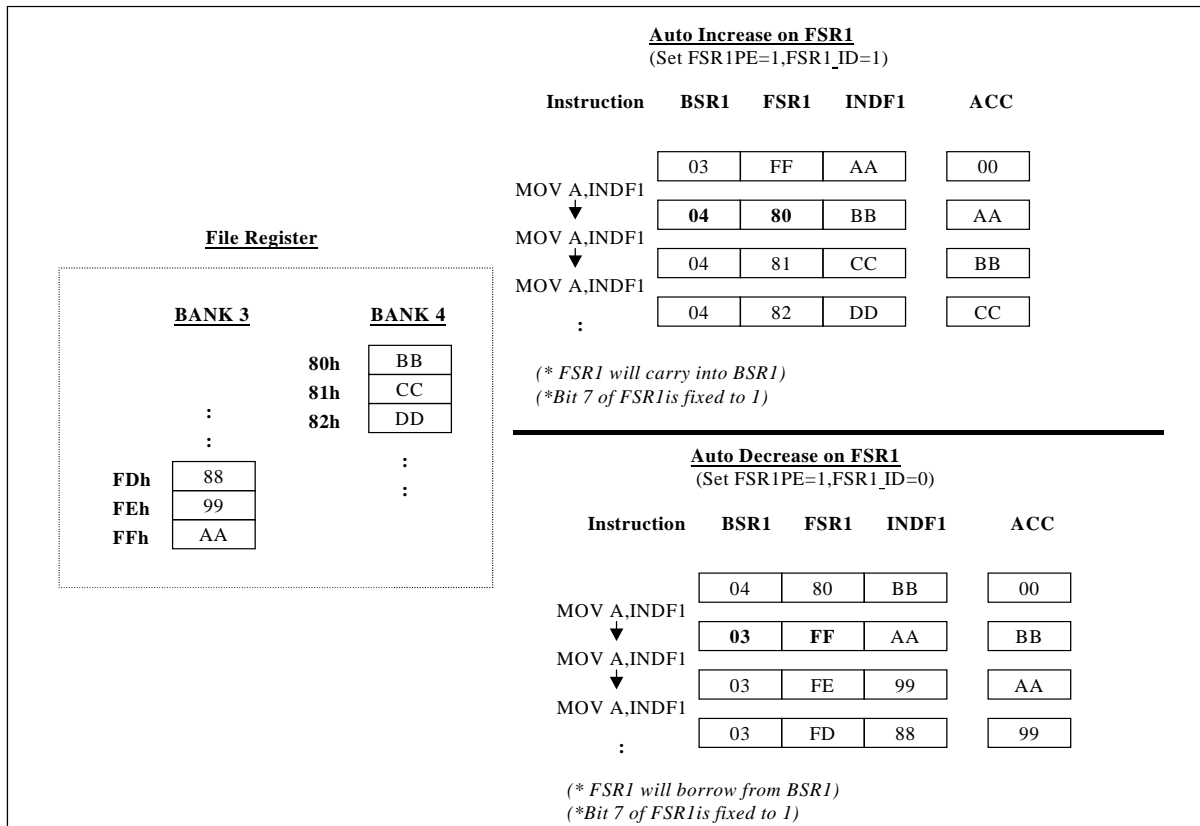 File Register
BANK 3 BANK 4
80h BB
81h CC
: 82h DD
:
FDh 88 :
FEh 99 :
FFh AA
Auto Increase on FSR1
(Set FSR1PE=1,FSR1_ID=1)
Instruction BSR1 FSR1 INDF1 ACC
03 FF AA 00
MOV A,INDF1
04 80 BB AA
MOV A,INDF1
04 81 CC BB
MOV A,INDF1
04 82 DD CC
:
(* FSR1 will carry into BSR1)
(*Bit 7 of FSR1is fixed to 1)
Auto Decrease on FSR1
(Set FSR1PE=1,FSR1_ID=0)
Instruction BSR1 FSR1 INDF1 ACC
04 80 BB 00
MOV A,INDF1
03 FF AA BB
MOV A,INDF1
03 FE 99 AA
MOV A,INDF1
03 FD 88 99
:
(* FSR1 will borrow from BSR1)
(*Bit 7 of FSR1is fixed to 1)